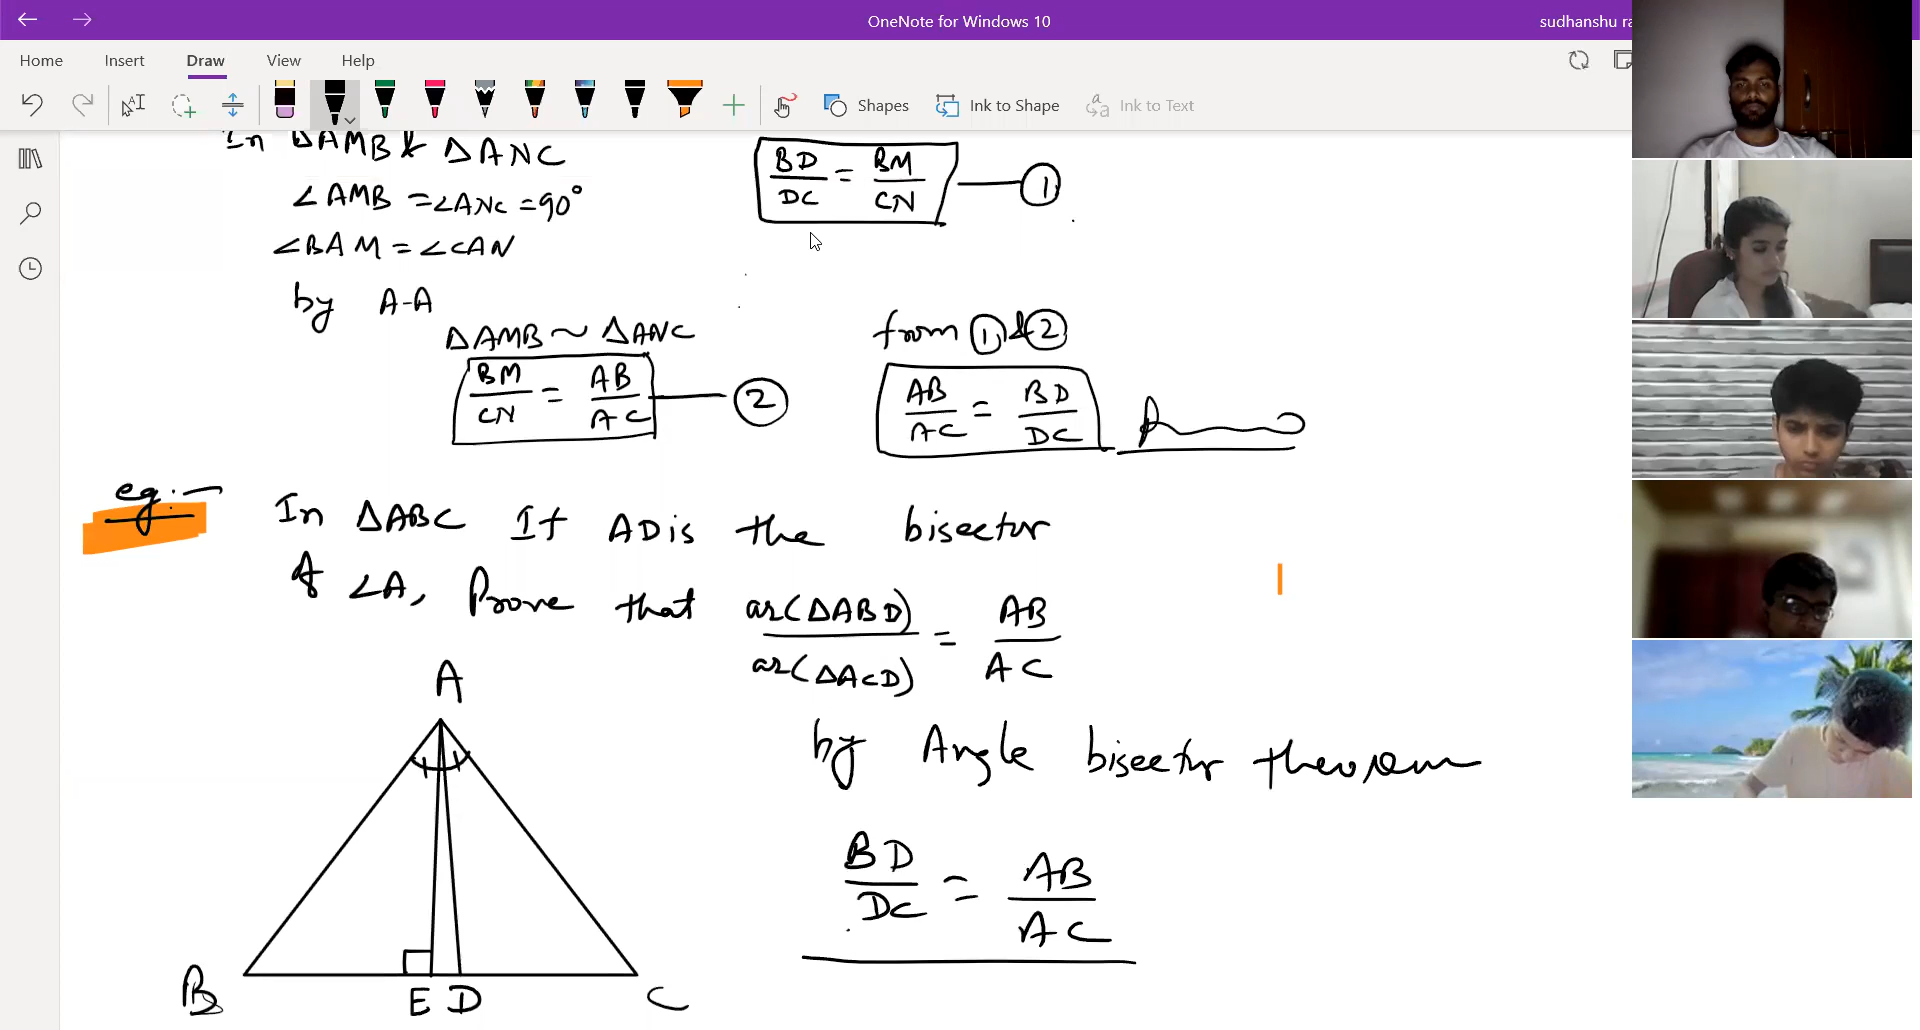 OneNote for Windows 10
sudhanshu ra
Home Insert Draw View Help
Shapes Ink to Shape Ink to Text
In ΔAMB & ΔANC
∠AMB = ∠ANC = 90°
∠BAM = ∠CAN
by A-A
ΔAMB ~ ΔANC
BM/CN = AB/AC — 2
BD/DC = BM/CN — 1
from 1 & 2
AB/AC = BD/DC
eg:-
In ΔABC If AD is the bisector
of ∠A, Prove that ar(ΔABD)/ar(ΔACD) = AB/AC
by Angle bisector theorem
BD/DC = AB/AC
A
B E D C